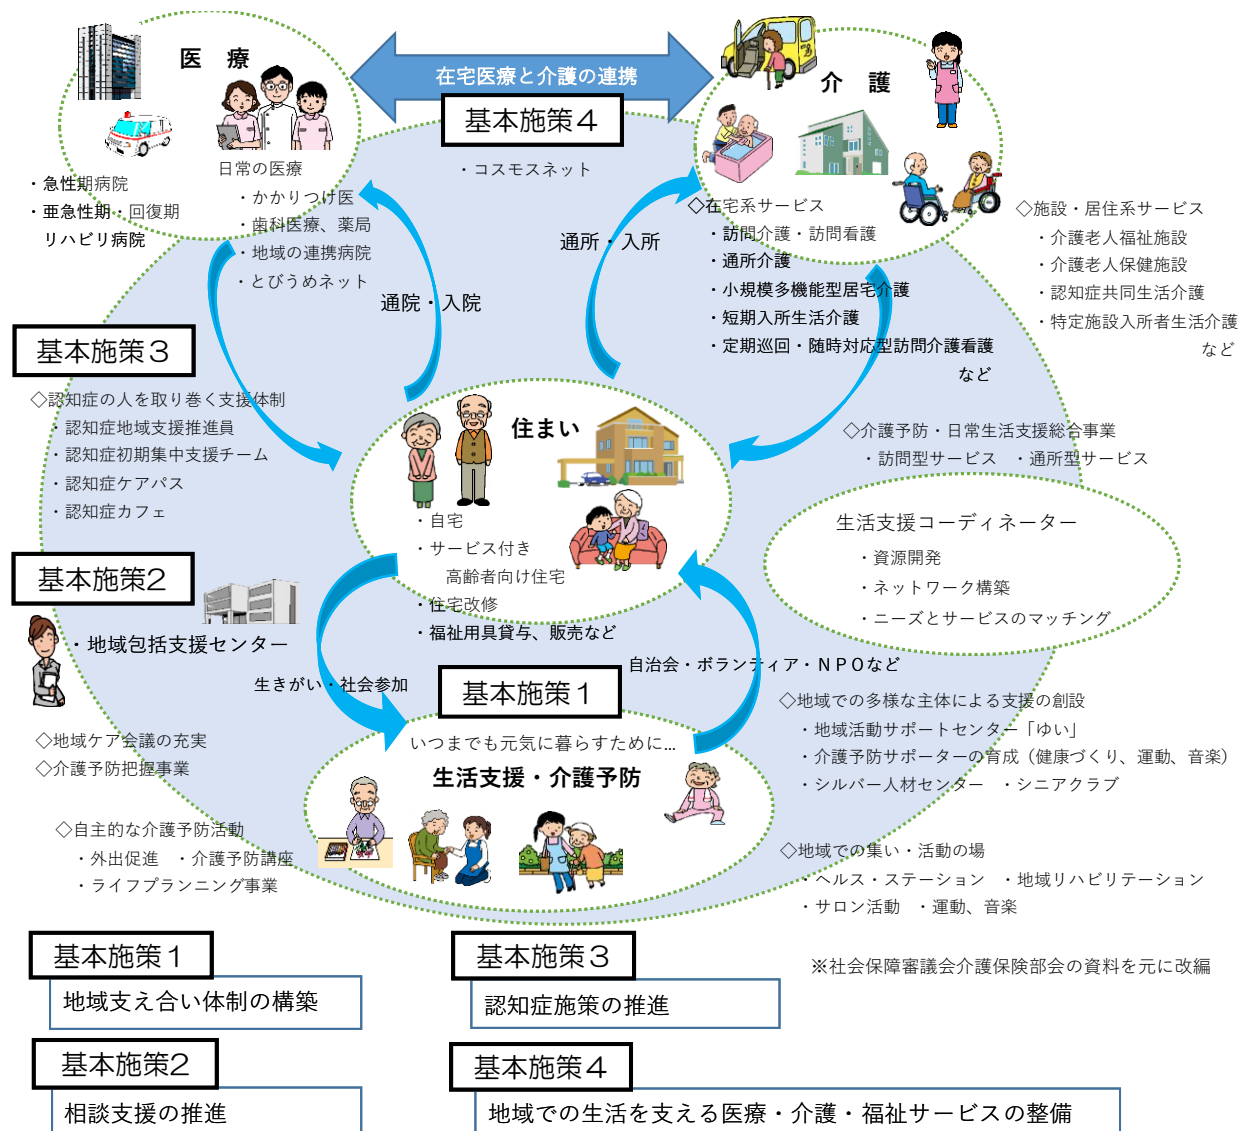 医　療
在宅医療と介護の連携
介　護
基本施策４
・コスモスネット
日常の医療
・かかりつけ医
・歯科医療、薬局
・地域の連携病院
・とびうめネット
・急性期病院
・亜急性期・回復期
リハビリ病院
通院・入院
通所・入所
◇在宅系サービス
・訪問介護・訪問看護
・通所介護
・小規模多機能型居宅介護
・短期入所生活介護
・定期巡回・随時対応型訪問介護看護
など
◇施設・居住系サービス
・介護老人福祉施設
・介護老人保健施設
・認知症共同生活介護
・特定施設入所者生活介護
など
基本施策３
◇認知症の人を取り巻く支援体制
・認知症地域支援推進員
・認知症初期集中支援チーム
・認知症ケアパス
・認知症カフェ
住まい
・自宅
・サービス付き
高齢者向け住宅
・住宅改修
・福祉用具貸与、販売など
◇介護予防・日常生活支援総合事業
・訪問型サービス　・通所型サービス
生活支援コーディネーター
・資源開発
・ネットワーク構築
・ニーズとサービスのマッチング
基本施策２
・地域包括支援センター
生きがい・社会参加
自治会・ボランティア・ＮＰＯなど
基本施策１
いつまでも元気に暮らすために…
生活支援・介護予防
◇地域ケア会議の充実
◇介護予防把握事業
◇自主的な介護予防活動
・外出促進　・介護予防講座
・ライフプランニング事業
◇地域での多様な主体による支援の創設
・地域活動サポートセンター「ゆい」
・介護予防サポーターの育成（健康づくり、運動、音楽）
・シルバー人材センター　・シニアクラブ
◇地域での集い・活動の場
・ヘルス・ステーション　・地域リハビリテーション
・サロン活動　・運動、音楽
※社会保障審議会介護保険部会の資料を元に改編
基本施策１
地域支え合い体制の構築
基本施策２
相談支援の推進
基本施策３
認知症施策の推進
基本施策４
地域での生活を支える医療・介護・福祉サービスの整備